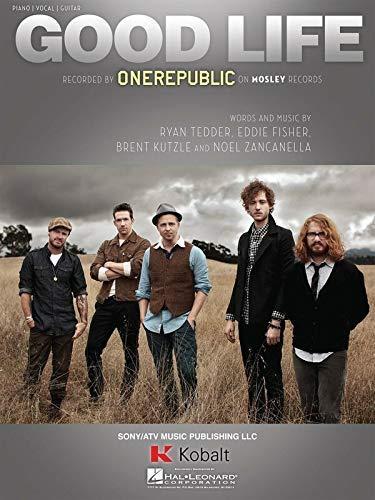 PIANO | VOCAL | GUITAR
GOOD LIFE
RECORDED BY ONEREPUBLIC ON MOSLEY RECORDS
WORDS AND MUSIC BY
RYAN TEDDER, EDDIE FISHER,
BRENT KUTZLE AND NOEL ZANCANELLA
SONY/ATV MUSIC PUBLISHING LLC
Kobalt
HAL•LEONARD®
CORPORATION